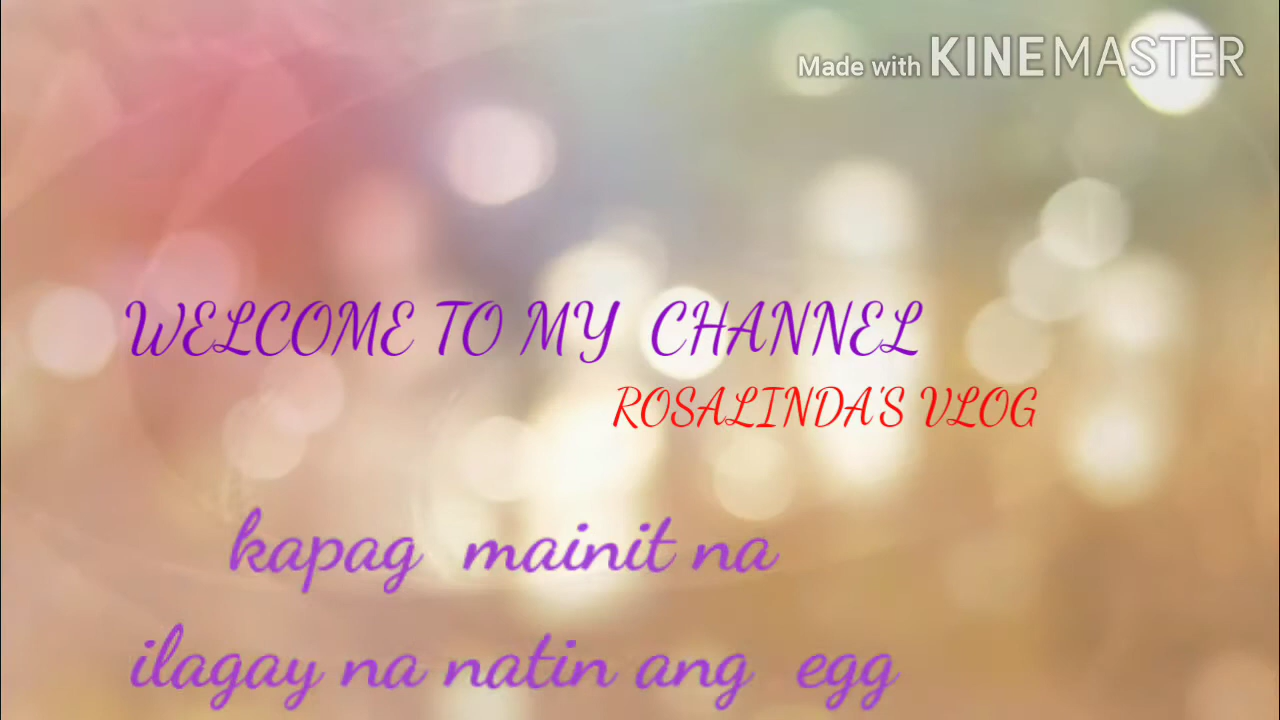 Made with KINEMASTER
WELCOME TO MY CHANNEL
ROSALINDA'S VLOG
kapag mainit na
ilagay na natin ang egg